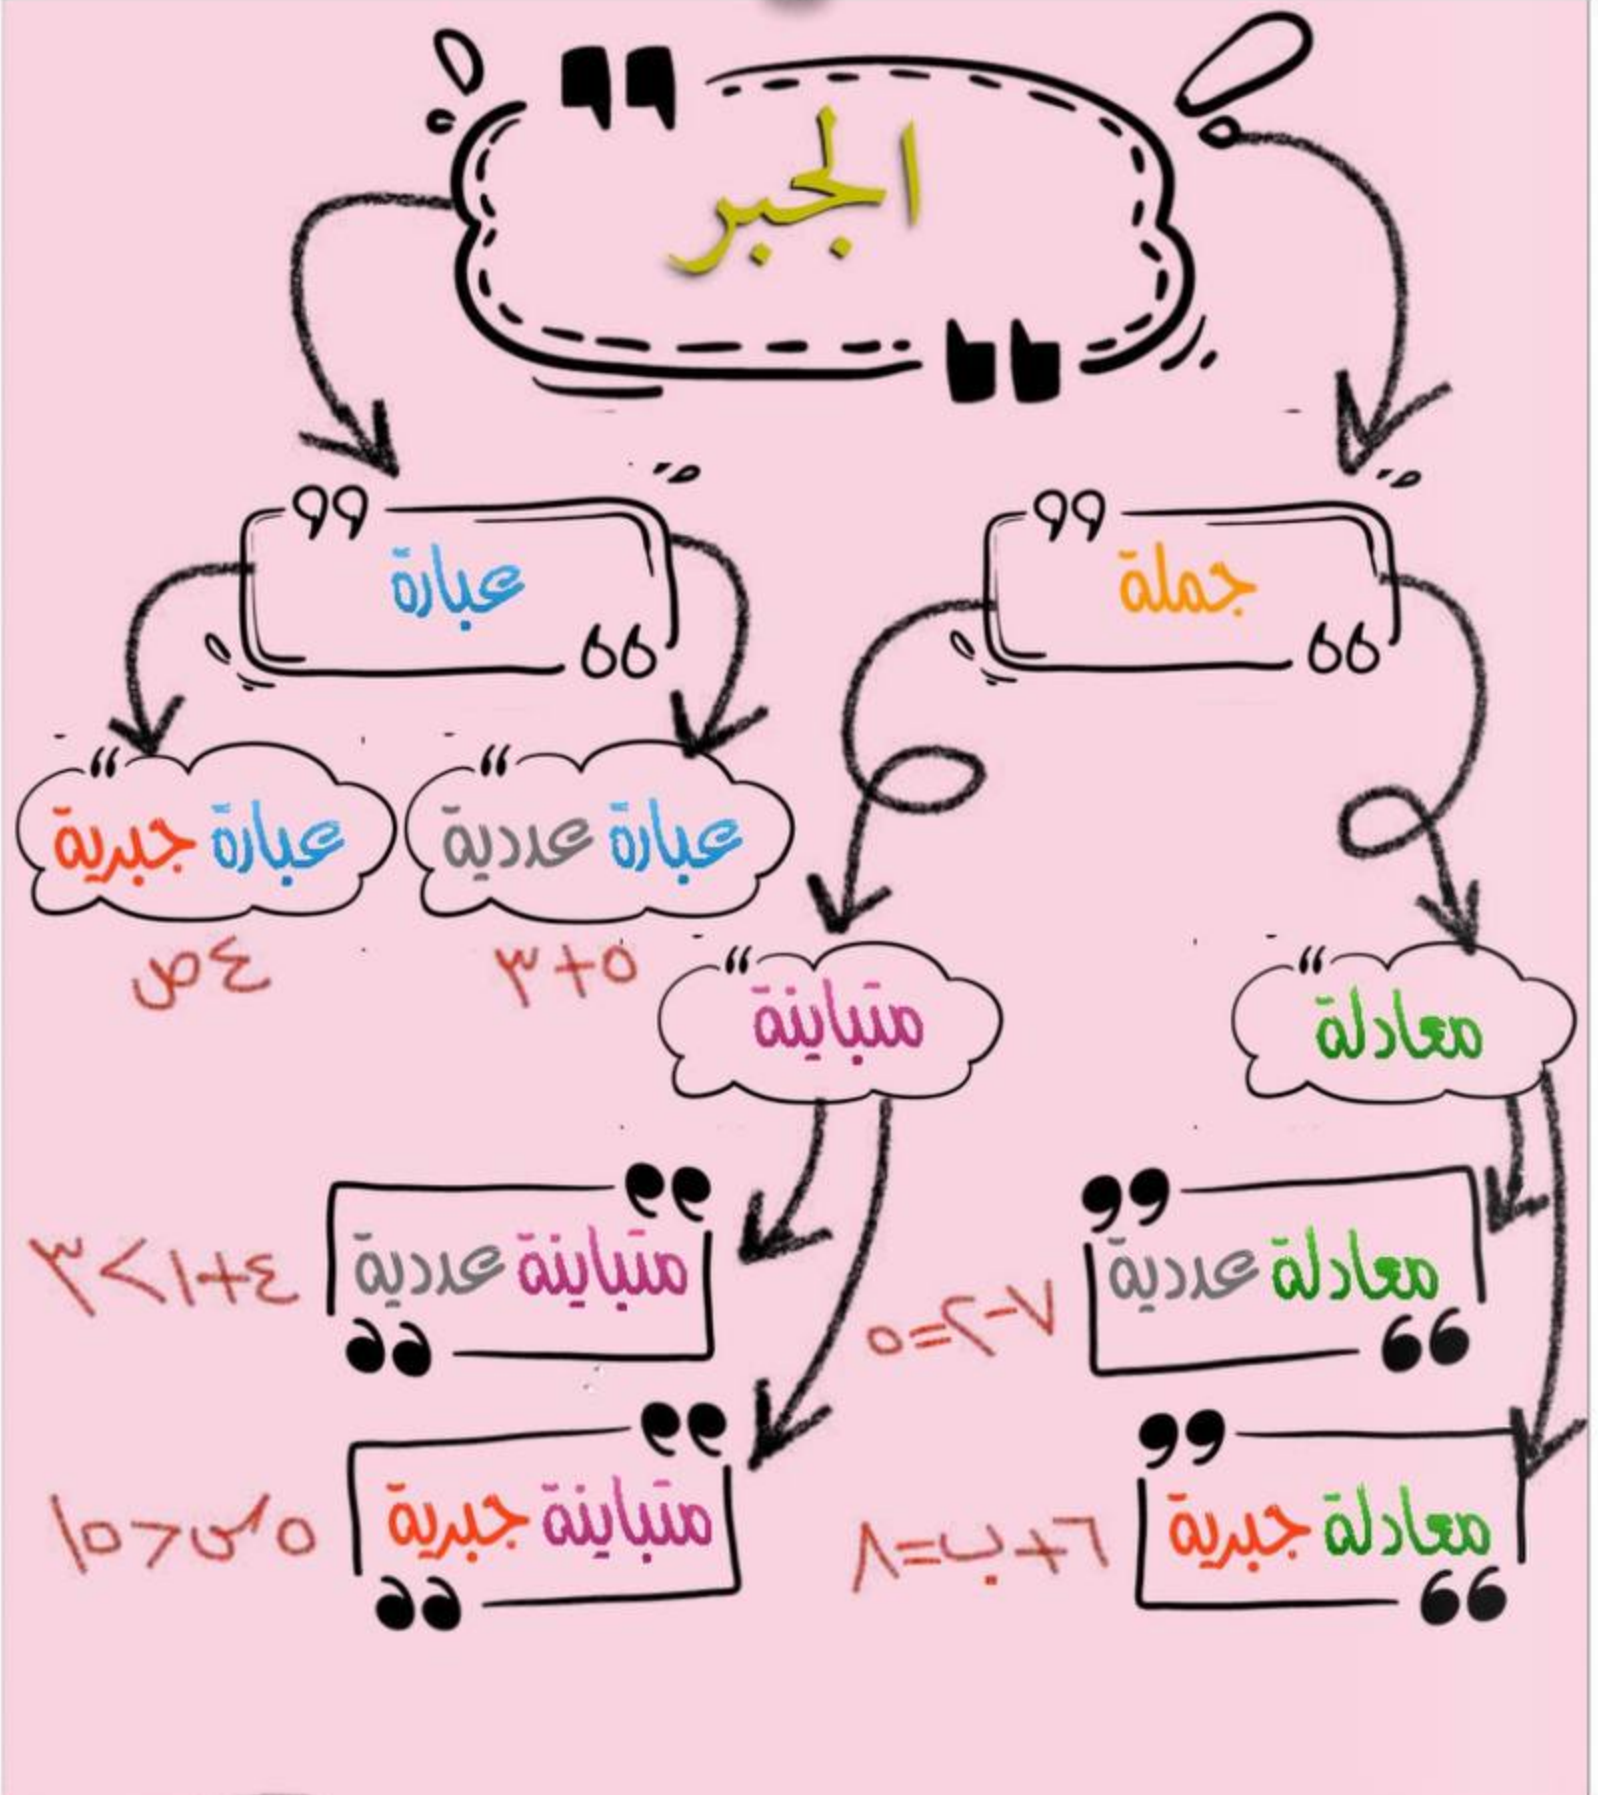 الجبر
جملة
عبارة
عبارة عددية
عبارة جبرية
٥+٣
٤ص
معادلة
متباينة
معادلة عددية
٧-٢=٥
متباينة عددية
٤+١>٣
معادلة جبرية
٦+ب=٨
متباينة جبرية
٥س<١٥